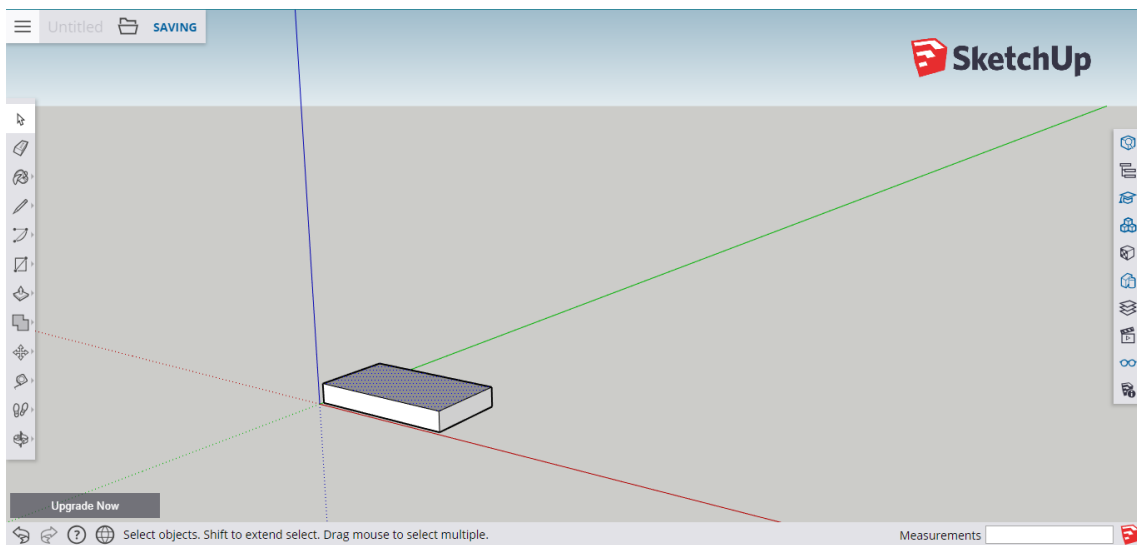 Untitled SAVING
SketchUp
Upgrade Now
? Select objects. Shift to extend select. Drag mouse to select multiple.
Measurements